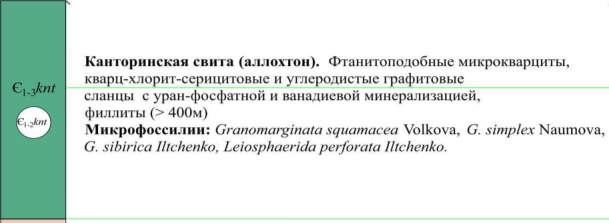 Канторинская свита (аллохтон). Фтанитоподобные микрокварциты,
кварц-хлорит-серицитовые и углеродистые графитовые
Є₁₋₃knt
сланцы с уран-фосфатной и ванадиевой минерализацией,
филлиты (> 400м)
Є₁₋₂knt
Микрофоссилии: Granomarginata squamacea Volkova, G. simplex Naumova,
G. sibirica Iltchenko, Leiosphaerida perforata Iltchenko.